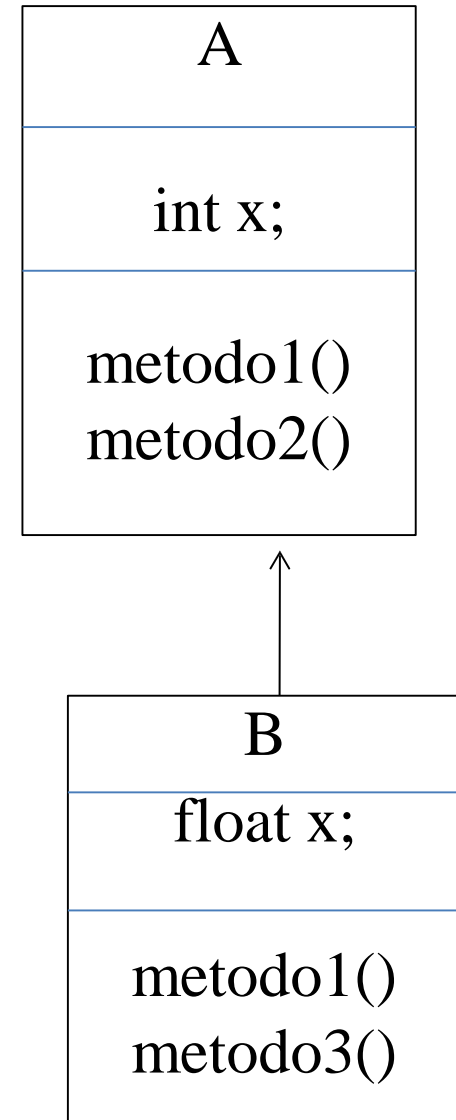 A
int x;
metodo1()
metodo2()
B
float x;
metodo1()
metodo3()